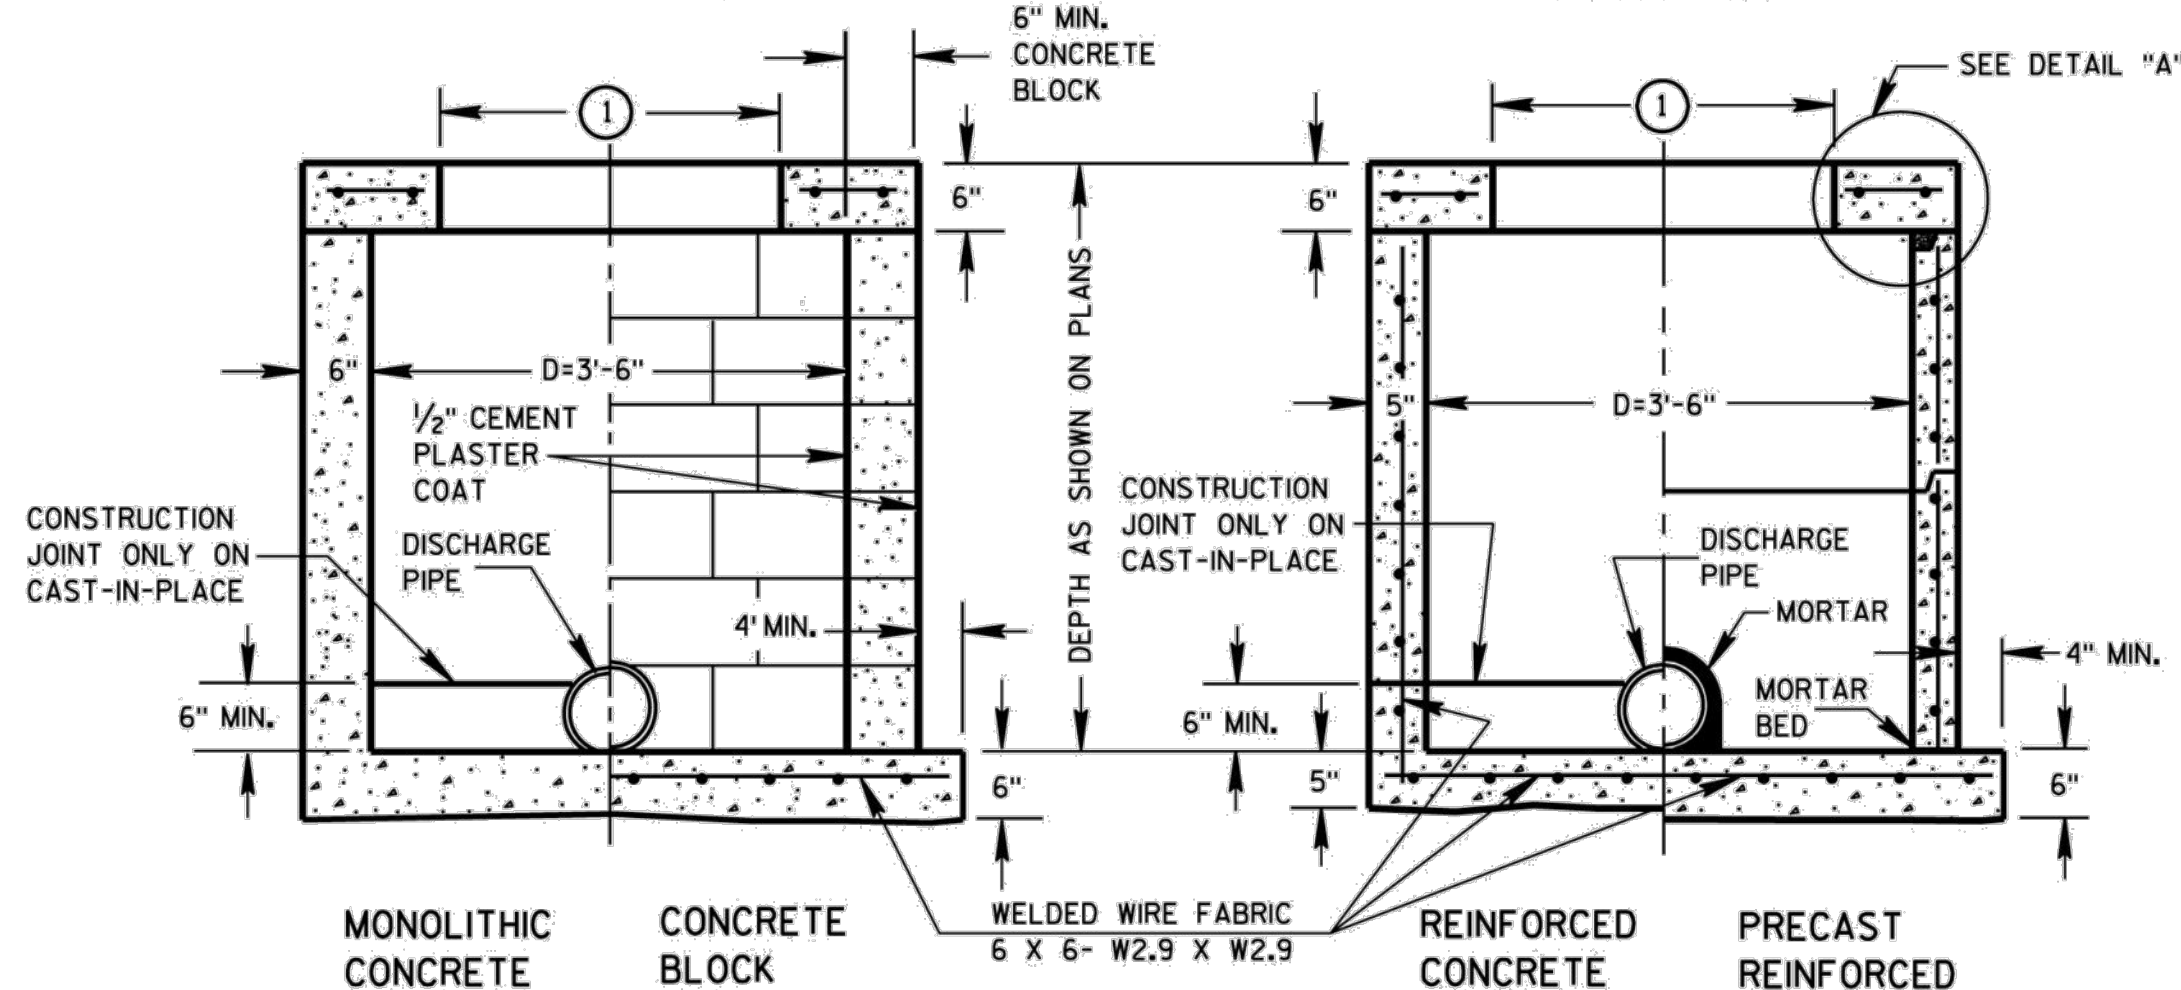 6" MIN.
CONCRETE
BLOCK
SEE DETAIL "A"
1
1
6"
6"
6"
D=3'-6"
1/2" CEMENT
PLASTER
COAT
5"
D=3'-6"
DEPTH AS SHOWN ON PLANS
CONSTRUCTION
JOINT ONLY ON
CAST-IN-PLACE
DISCHARGE
PIPE
CONSTRUCTION
JOINT ONLY ON
CAST-IN-PLACE
DISCHARGE
PIPE
MORTAR
4' MIN.
4" MIN.
6" MIN.
6" MIN.
MORTAR
BED
6"
5"
6"
MONOLITHIC
CONCRETE
CONCRETE
BLOCK
WELDED WIRE FABRIC
6 X 6- W2.9 X W2.9
REINFORCED
CONCRETE
PRECAST
REINFORCED